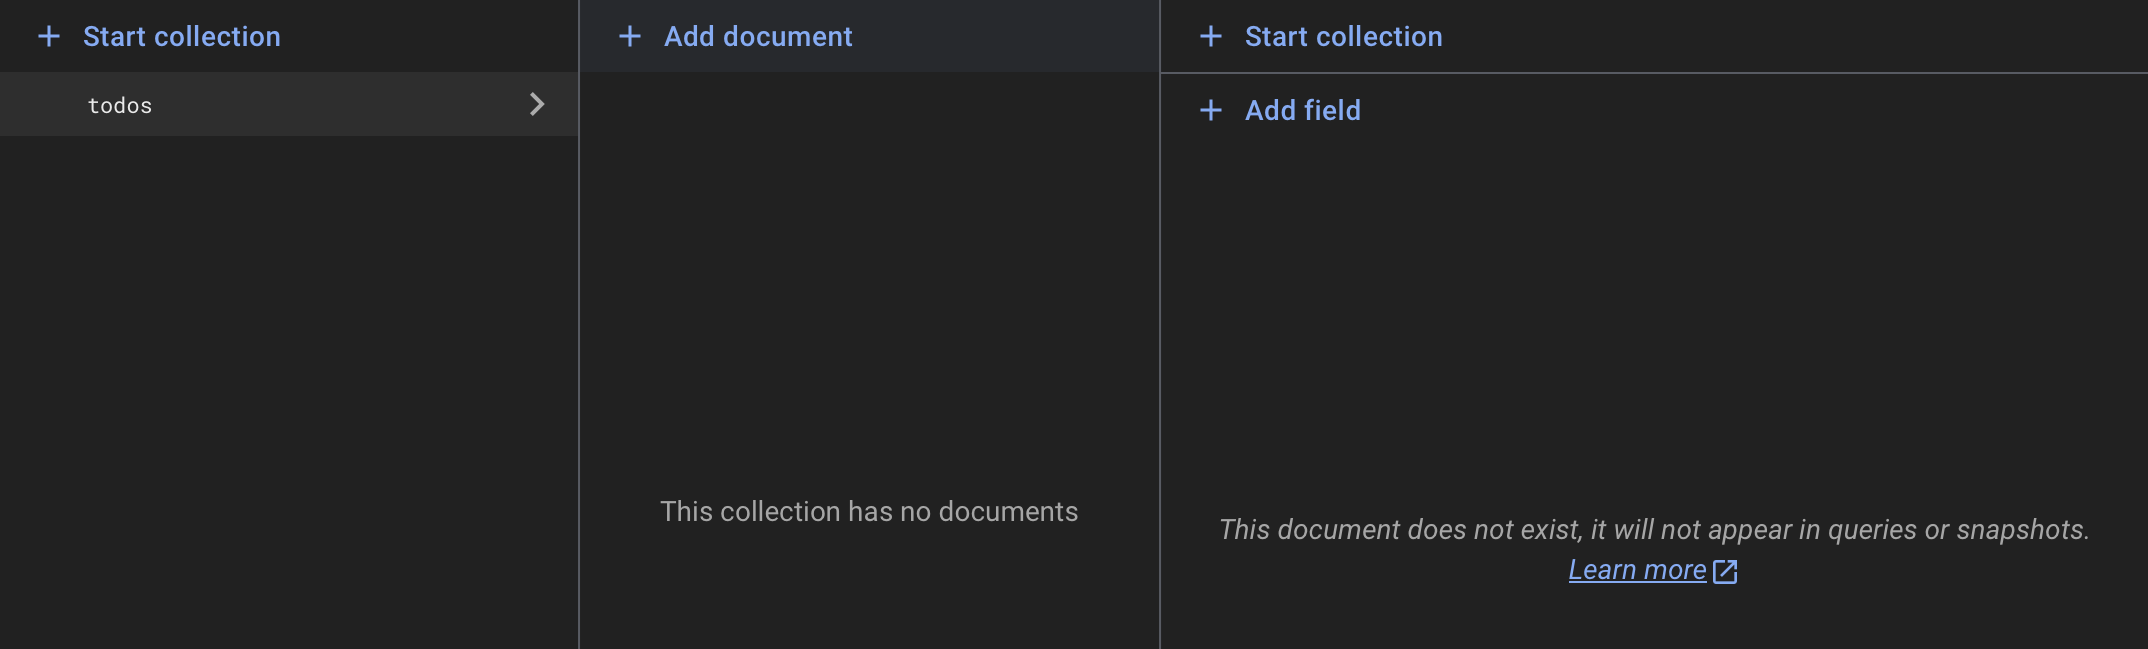 Start collection
todos
Add document
This collection has no documents
Start collection
Add field
This document does not exist, it will not appear in queries or snapshots.
Learn more